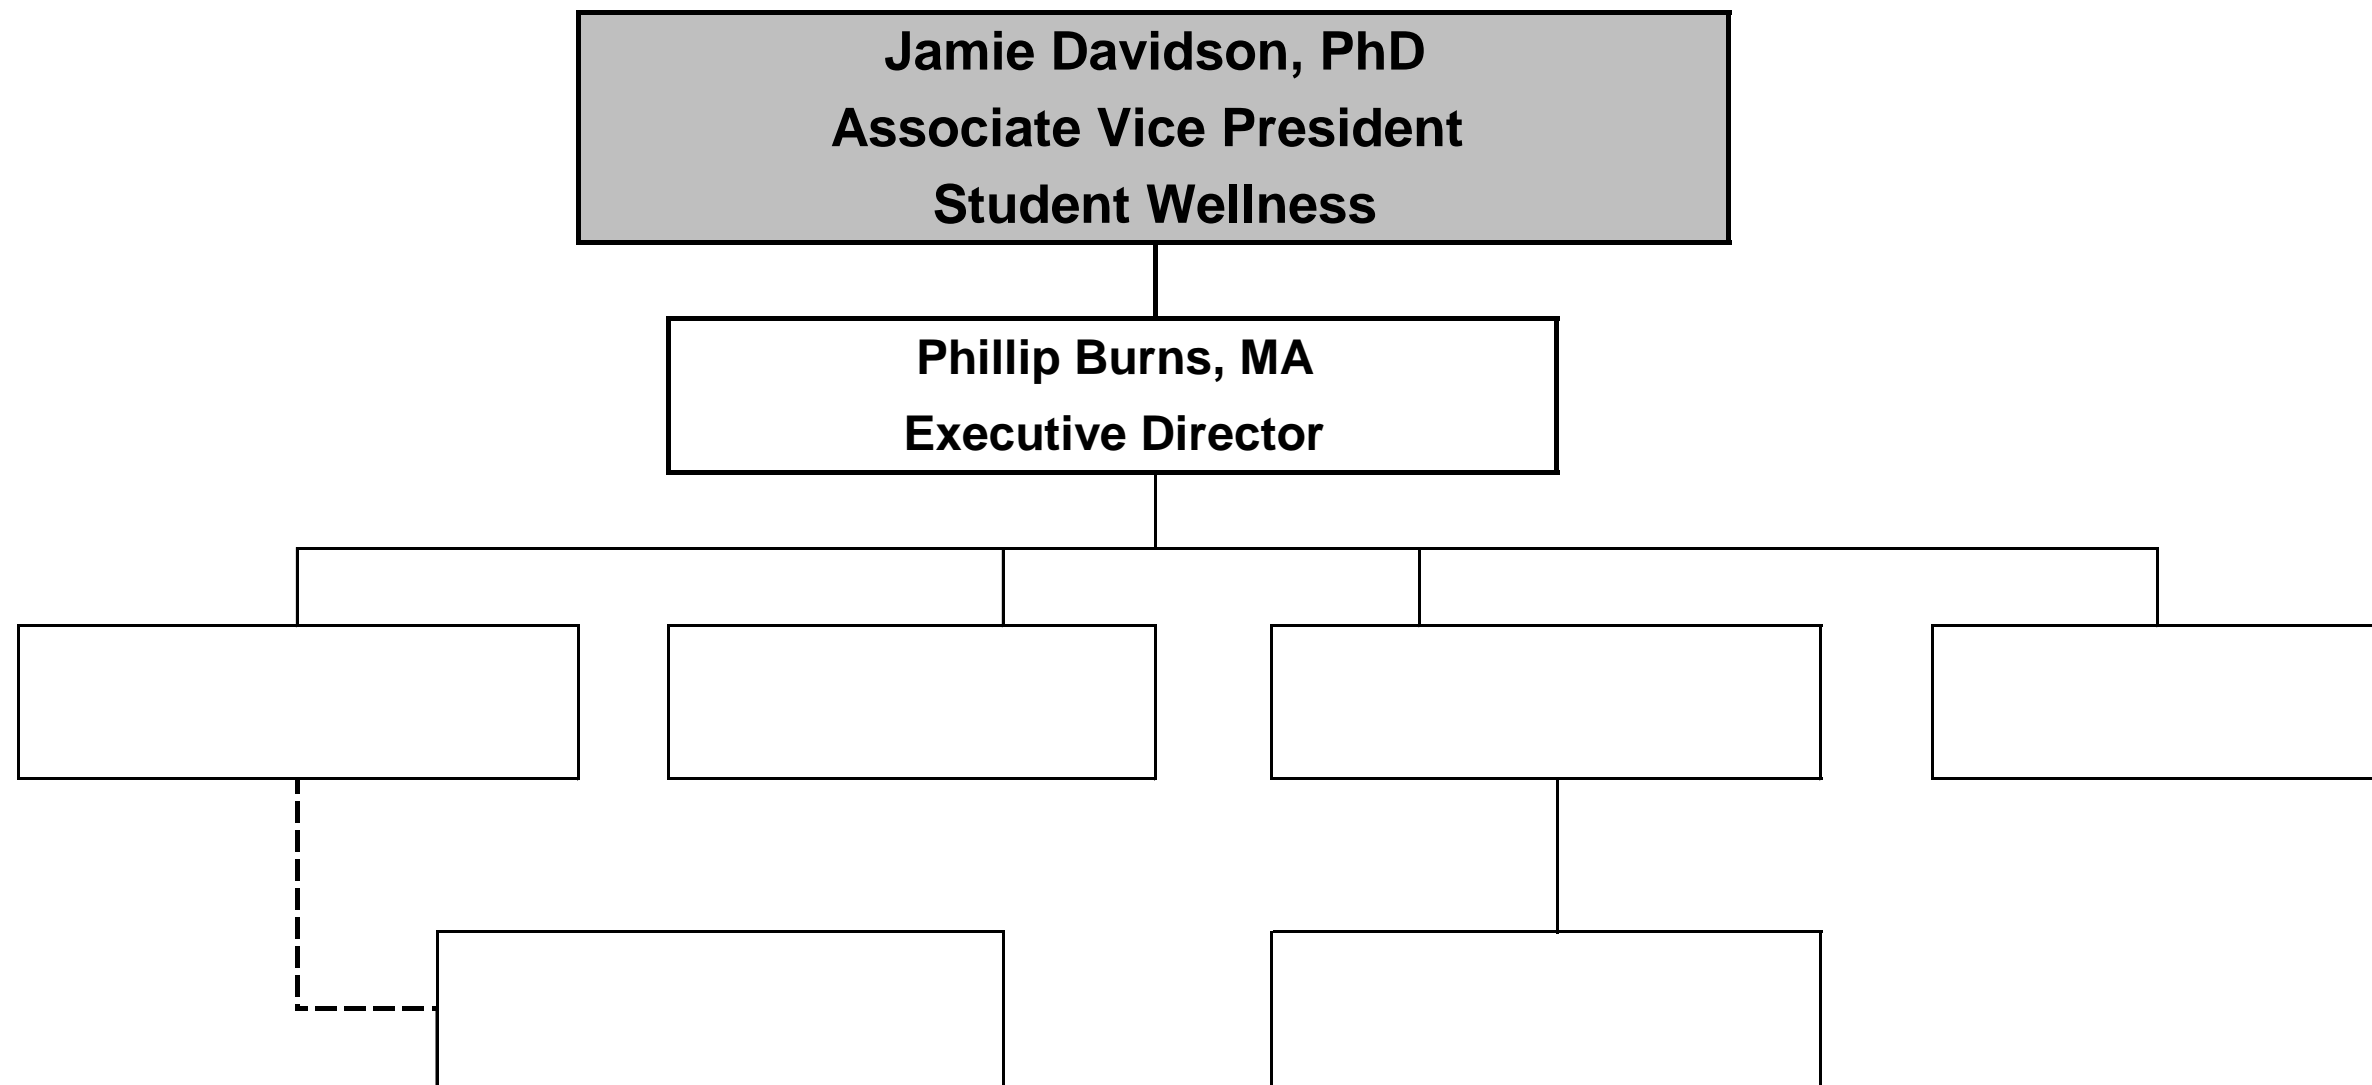 Jamie Davidson, PhD
Associate Vice President
Student Wellness
Phillip Burns, MA
Executive Director